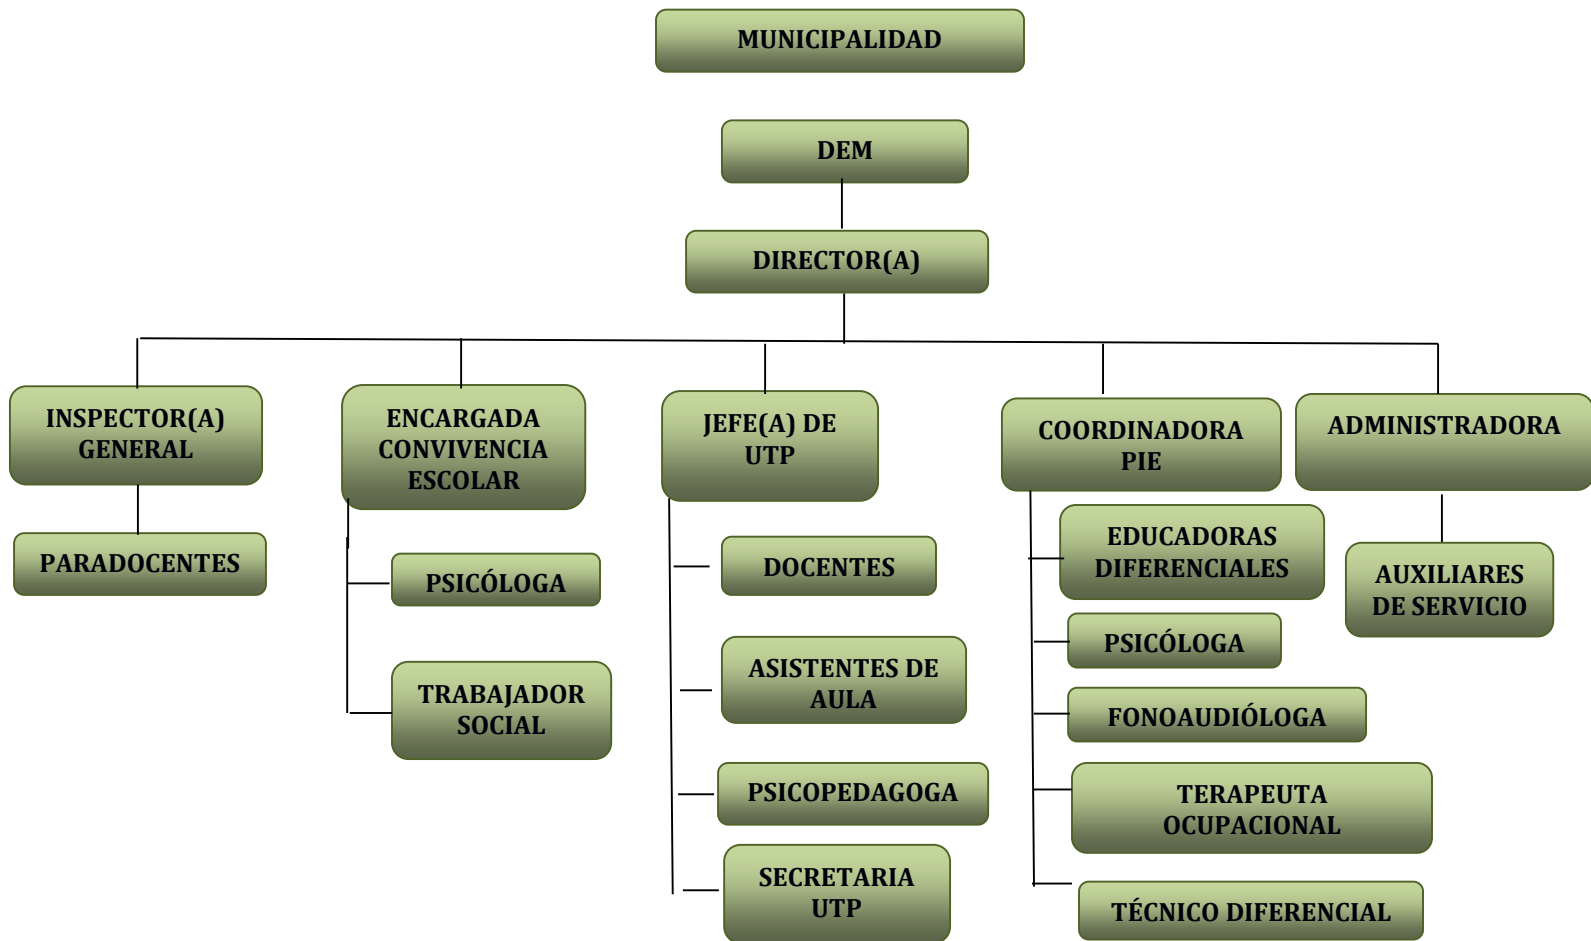 MUNICIPALIDAD
DEM
DIRECTOR(A)
INSPECTOR(A)
GENERAL
ENCARGADA
CONVIVENCIA
ESCOLAR
JEFE(A) DE
UTP
COORDINADORA
PIE
ADMINISTRADORA
PARADOCENTES
PSICÓLOGA
TRABAJADOR
SOCIAL
DOCENTES
ASISTENTES DE
AULA
PSICOPEDAGOGA
SECRETARIA
UTP
EDUCADORAS
DIFERENCIALES
PSICÓLOGA
FONOAUDIÓLOGA
TERAPEUTA
OCUPACIONAL
TÉCNICO DIFERENCIAL
AUXILIARES
DE SERVICIO